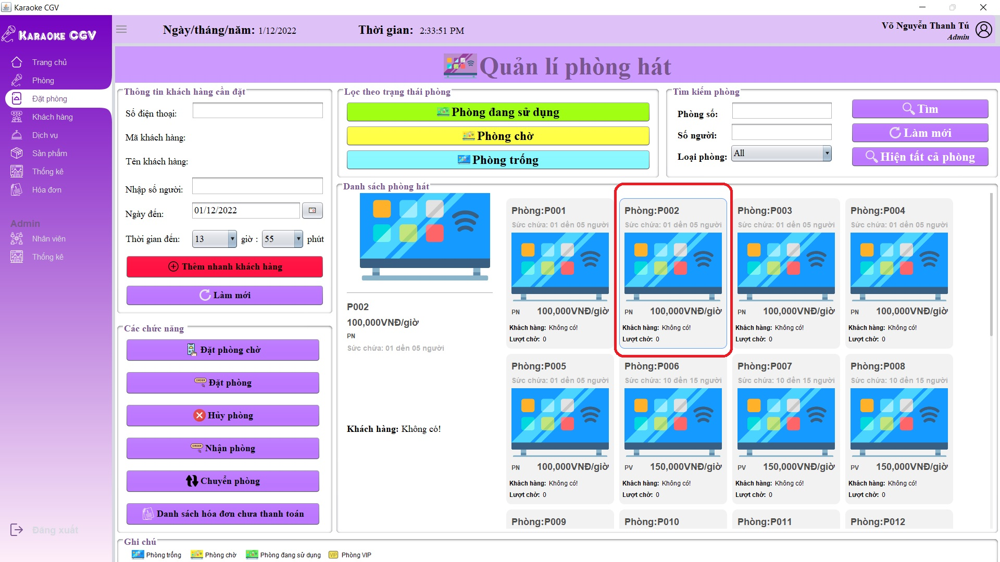 Karaoke CGV
KARAOKE CGV
Trang chủ
Phòng
Đặt phòng
Khách hàng
Dịch vụ
Sản phẩm
Thống kê
Hóa đơn
Admin
Nhân viên
Thống kê
Đăng xuất
Ngày/tháng/năm: 1/12/2022
Thời gian: 2:33:51 PM
Võ Nguyễn Thanh Tú
Admin
Quản lí phòng hát
Thông tin khách hàng cần đặt
Số điện thoại:
Mã khách hàng:
Tên khách hàng:
Nhập số người:
Ngày đến: 01/12/2022
Thời gian đến: 13 giờ : 55 phút
Thêm nhanh khách hàng
Làm mới
Các chức năng
Đặt phòng chờ
Đặt phòng
Hủy phòng
Nhận phòng
Chuyển phòng
Danh sách hóa đơn chưa thanh toán
Lọc theo trạng thái phòng
Phòng đang sử dụng
Phòng chờ
Phòng trống
Tìm kiếm phòng
Phòng số:
Số người:
Loại phòng: All
Tìm
Làm mới
Hiện tất cả phòng
Danh sách phòng hát
P002
100,000VNĐ/giờ
PN
Sức chứa: 01 dến 05 người
Khách hàng: Không có!
Phòng:P001
Sức chứa: 01 dến 05 người
PN 100,000VNĐ/giờ
Khách hàng: Không có!
Lượt chờ: 0
Phòng:P002
Sức chứa: 01 dến 05 người
PN 100,000VNĐ/giờ
Khách hàng: Không có!
Lượt chờ: 0
Phòng:P003
Sức chứa: 01 dến 05 người
PN 100,000VNĐ/giờ
Khách hàng: Không có!
Lượt chờ: 0
Phòng:P004
Sức chứa: 01 dến 05 người
PN 100,000VNĐ/giờ
Khách hàng: Không có!
Lượt chờ: 0
Phòng:P005
Sức chứa: 01 dến 05 người
PN 100,000VNĐ/giờ
Khách hàng: Không có!
Lượt chờ: 0
Phòng:P006
Sức chứa: 10 dến 15 người
PV 150,000VNĐ/giờ
Khách hàng: Không có!
Lượt chờ: 0
Phòng:P007
Sức chứa: 10 dến 15 người
PV 150,000VNĐ/giờ
Khách hàng: Không có!
Lượt chờ: 0
Phòng:P008
Sức chứa: 10 dến 15 người
PV 150,000VNĐ/giờ
Khách hàng: Không có!
Lượt chờ: 0
Phòng:P009
Phòng:P010
Phòng:P011
Phòng:P012
Ghi chú
Phòng trống
Phòng chờ
Phòng đang sử dụng
VIP Phòng VIP